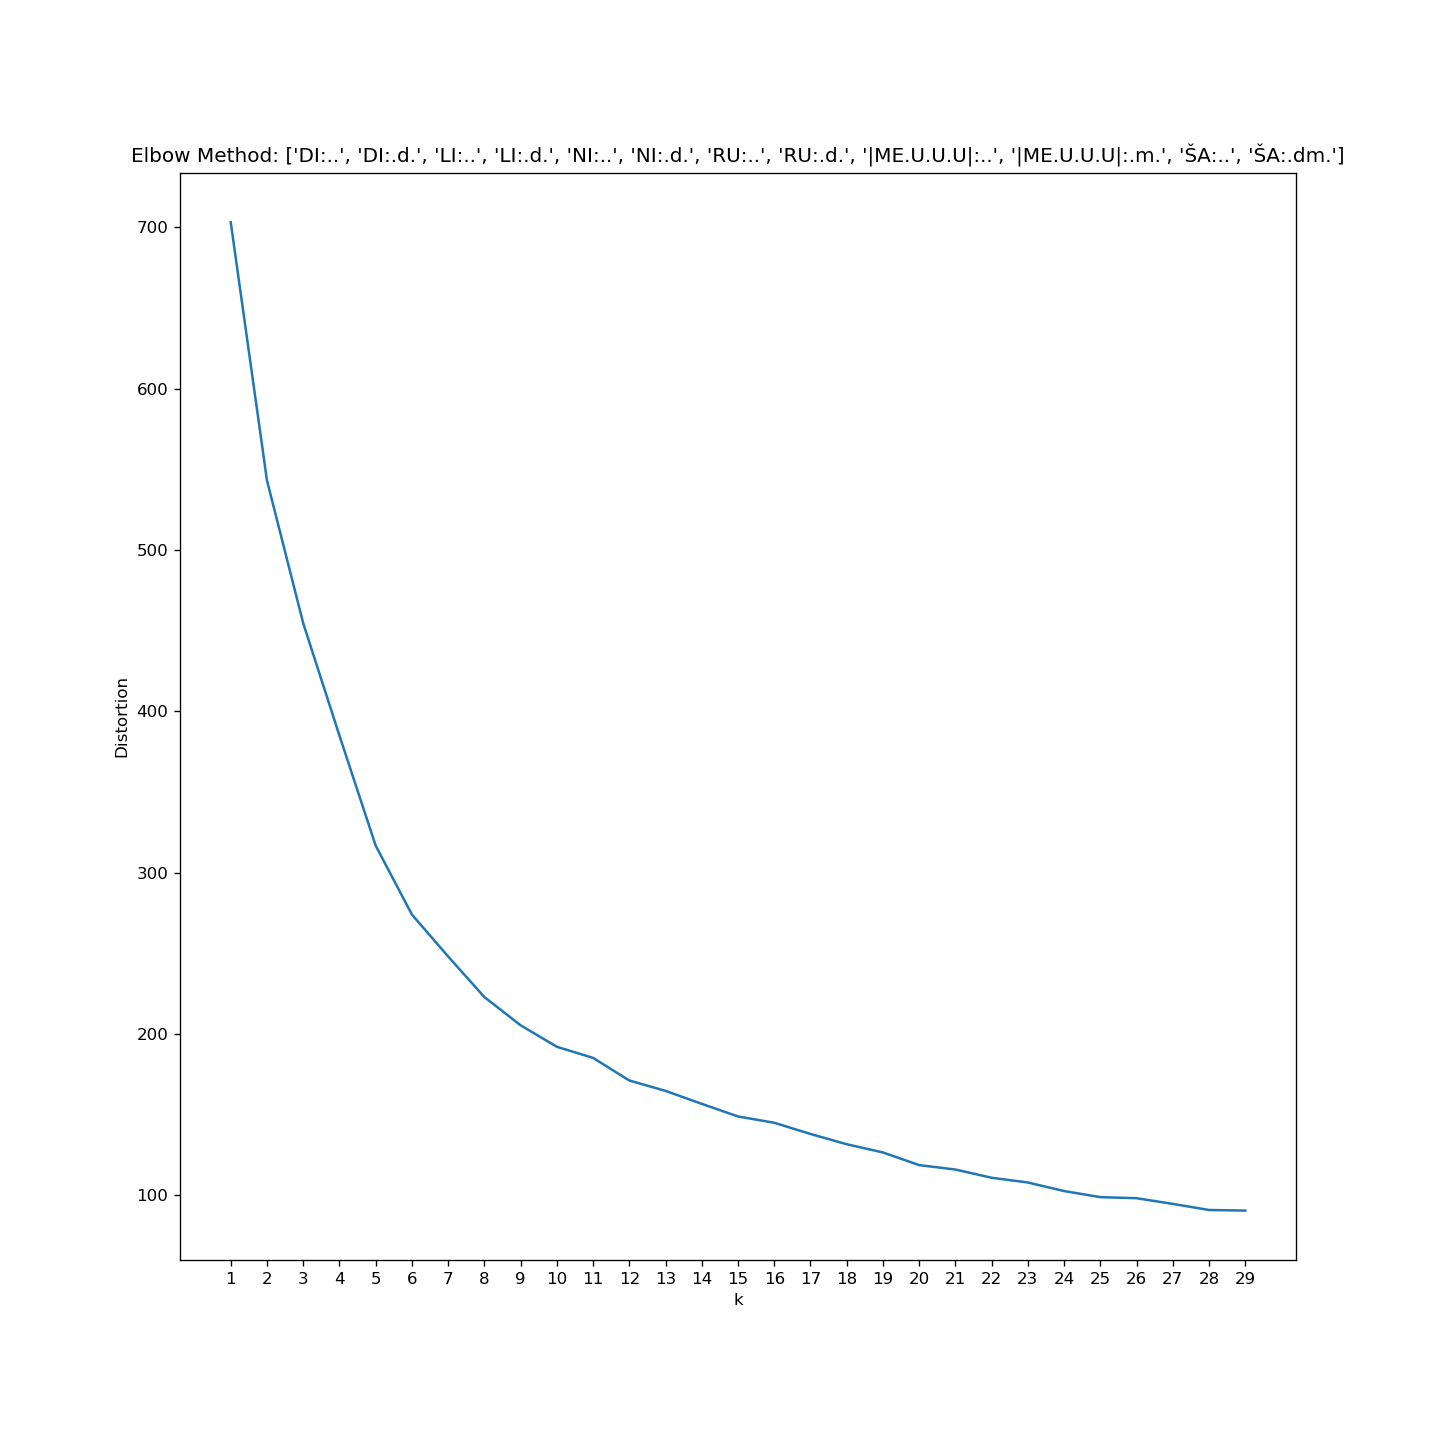 Elbow Method: ['DI:..', 'DI:.d.', 'LI:..', 'LI:.d.', 'NI:..', 'NI:.d.', 'RU:..', 'RU:.d.', '|ME.U.U.U|:..', '|ME.U.U.U|:.m.', 'ŠA:..', 'ŠA:.dm.']
700
600
500
400
300
200
100
Distortion
1 2 3 4 5 6 7 8 9 10 11 12 13 14 15 16 17 18 19 20 21 22 23 24 25 26 27 28 29
k